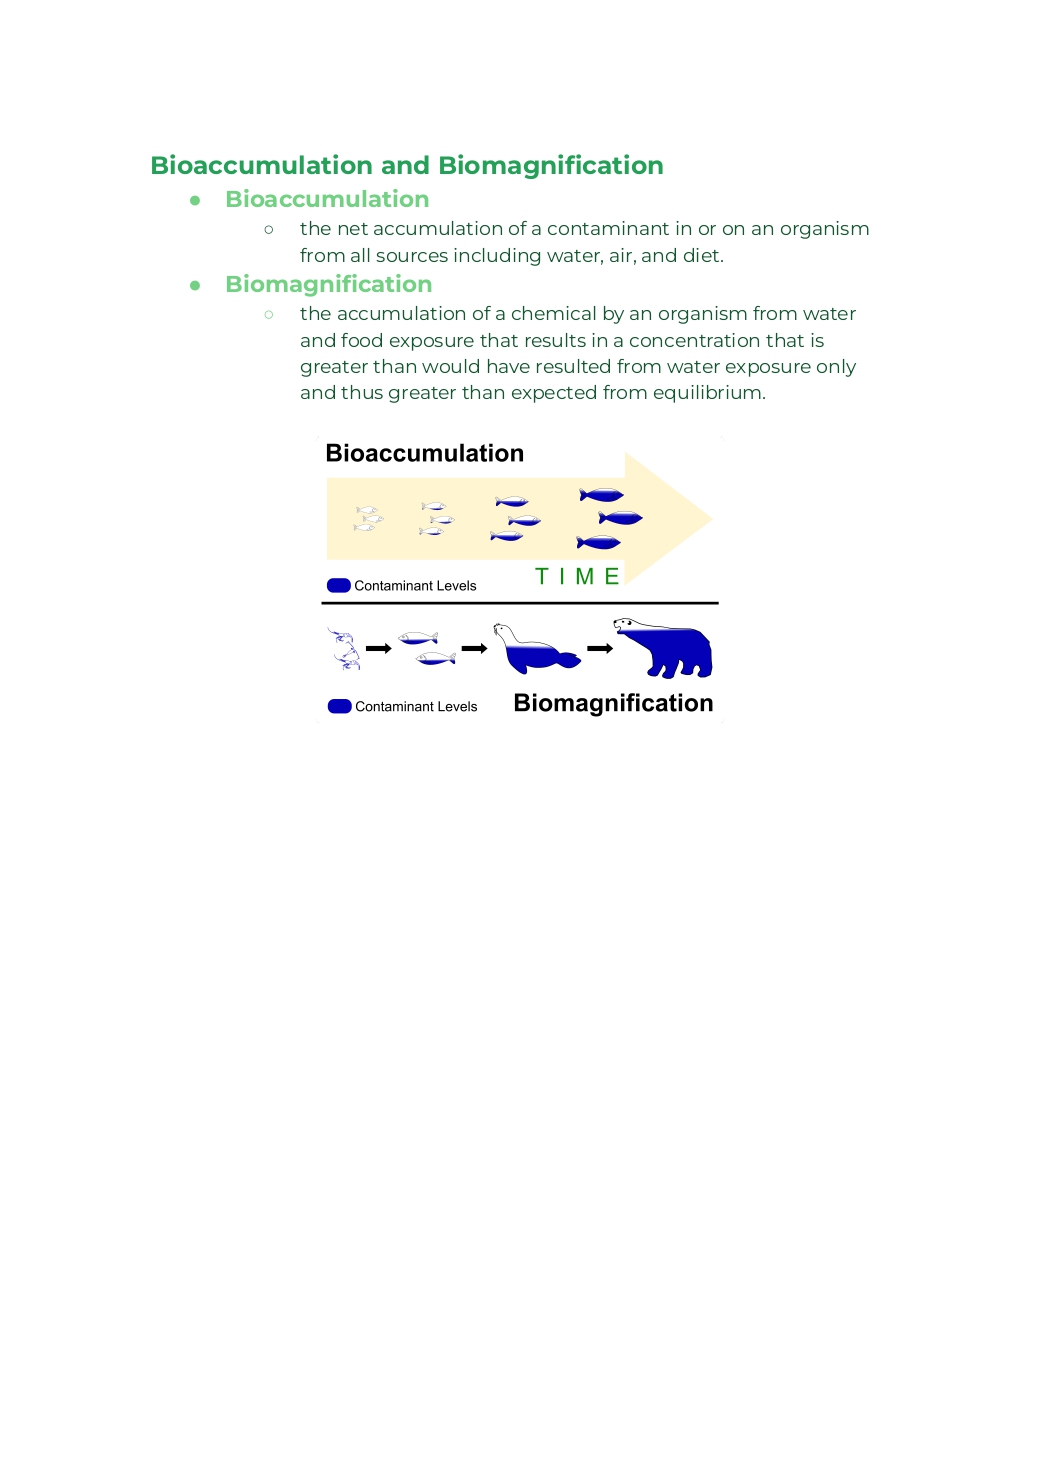 Bioaccumulation and Biomagnification
● Bioaccumulation
○ the net accumulation of a contaminant in or on an organism
from all sources including water, air, and diet.
● Biomagnification
○ the accumulation of a chemical by an organism from water
and food exposure that results in a concentration that is
greater than would have resulted from water exposure only
and thus greater than expected from equilibrium.
Bioaccumulation
TIME
Contaminant Levels
Contaminant Levels
Biomagnification